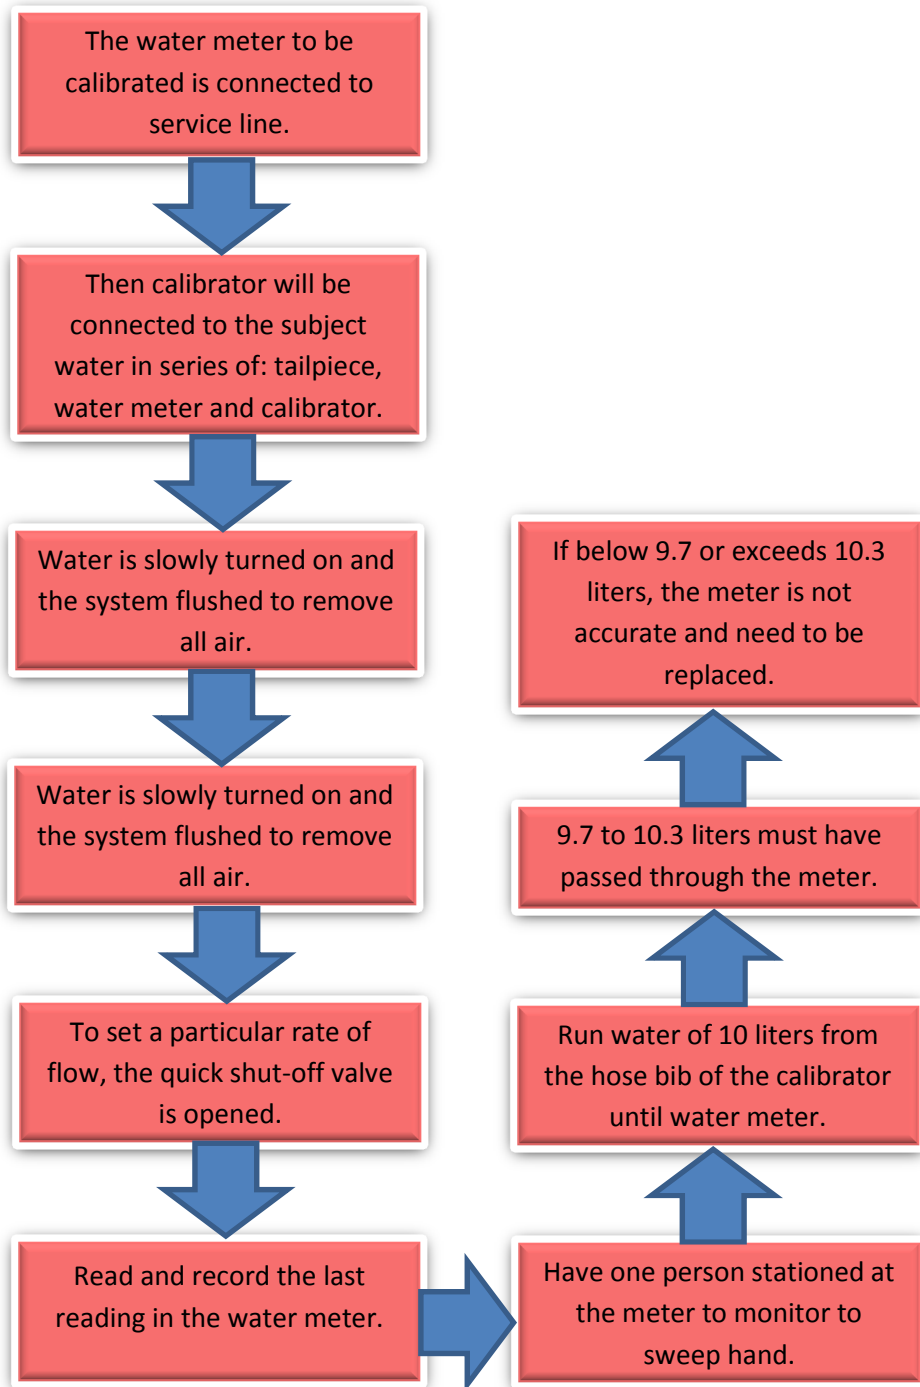 The water meter to be
calibrated is connected to
service line.
Then calibrator will be
connected to the subject
water in series of: tailpiece,
water meter and calibrator.
Water is slowly turned on and
the system flushed to remove
all air.
Water is slowly turned on and
the system flushed to remove
all air.
To set a particular rate of
flow, the quick shut-off valve
is opened.
Read and record the last
reading in the water meter.
Have one person stationed at
the meter to monitor to
sweep hand.
Run water of 10 liters from
the hose bib of the calibrator
until water meter.
9.7 to 10.3 liters must have
passed through the meter.
If below 9.7 or exceeds 10.3
liters, the meter is not
accurate and need to be
replaced.